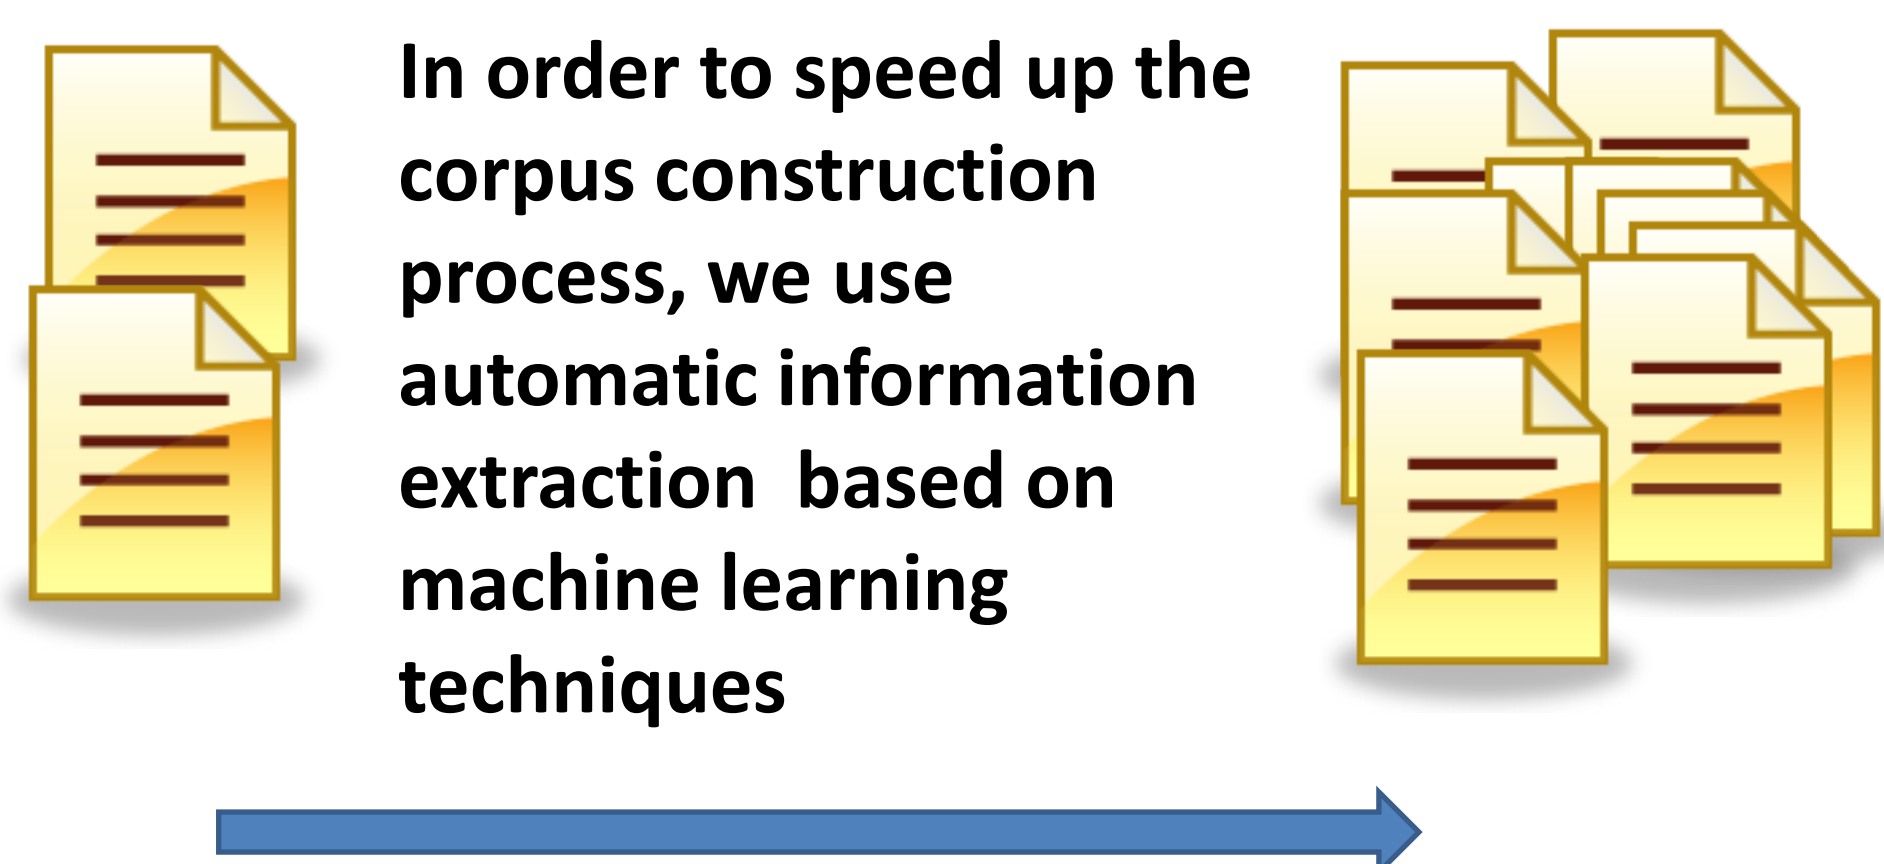 In order to speed up the
corpus construction
process, we use
automatic information
extraction  based on
machine learning
techniques